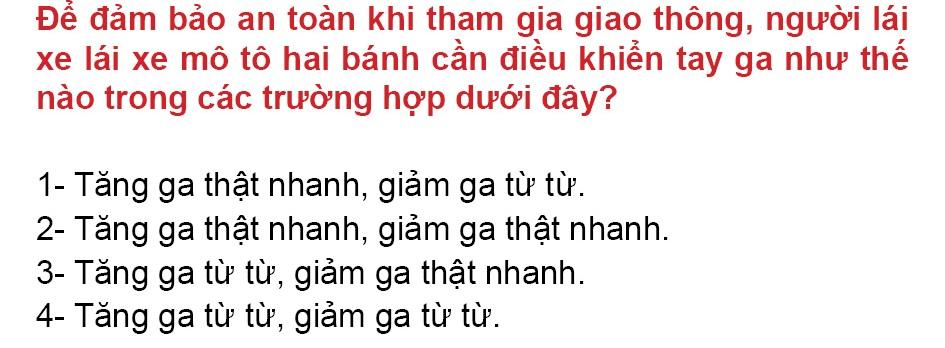 Để đảm bảo an toàn khi tham gia giao thông, người lái
xe lái xe mô tô hai bánh cần điều khiển tay ga như thế
nào trong các trường hợp dưới đây?
1- Tăng ga thật nhanh, giảm ga từ từ.
2- Tăng ga thật nhanh, giảm ga thật nhanh.
3- Tăng ga từ từ, giảm ga thật nhanh.
4- Tăng ga từ từ, giảm ga từ từ.